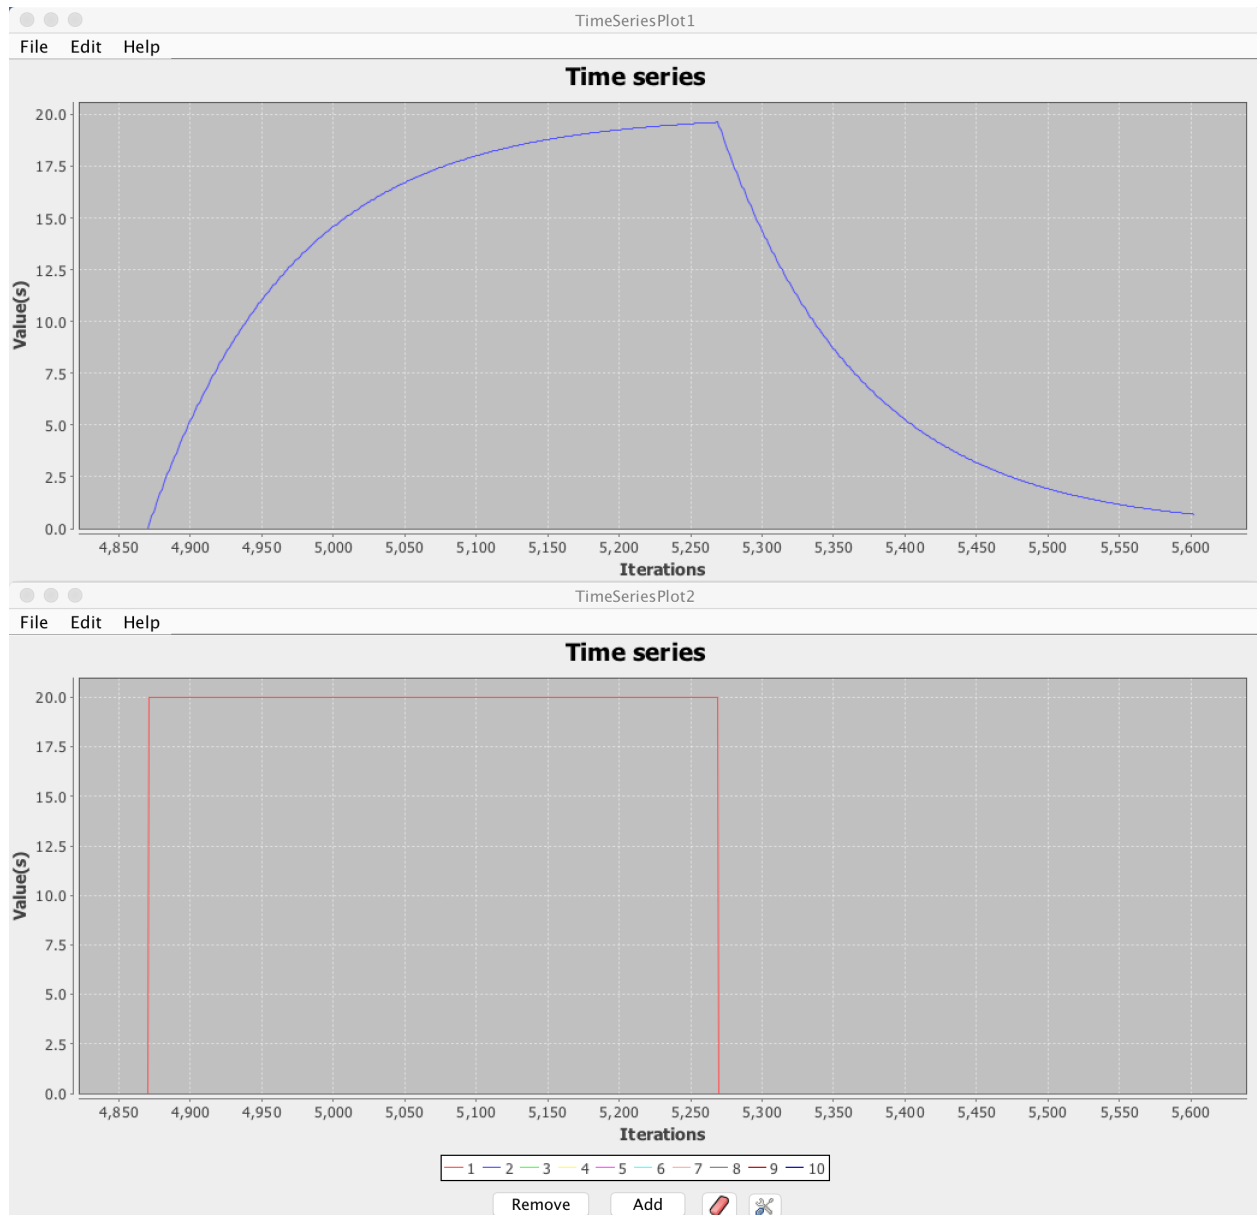 TimeSeriesPlot1
File Edit Help
Time series
20.0
17.5
15.0
12.5
10.0
7.5
5.0
2.5
0.0
Value(s)
4,850 4,900 4,950 5,000 5,050 5,100 5,150 5,200 5,250 5,300 5,350 5,400 5,450 5,500 5,550 5,600
Iterations
TimeSeriesPlot2
File Edit Help
Time series
20.0
17.5
15.0
12.5
10.0
7.5
5.0
2.5
0.0
Value(s)
4,850 4,900 4,950 5,000 5,050 5,100 5,150 5,200 5,250 5,300 5,350 5,400 5,450 5,500 5,550 5,600
Iterations
1 2 3 4 5 6 7 8 9 10
Remove Add